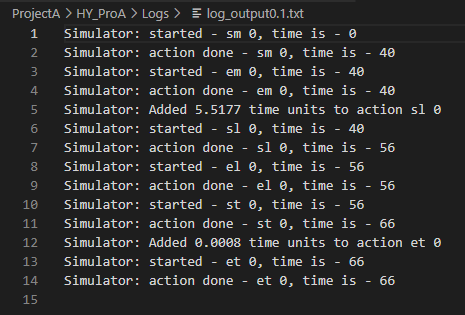 ProjectA > HY_ProA > Logs > log_output0.1.txt
1 Simulator: started - sm 0, time is - 0
2 Simulator: action done - sm 0, time is - 40
3 Simulator: started - em 0, time is - 40
4 Simulator: action done - em 0, time is - 40
5 Simulator: Added 5.5177 time units to action sl 0
6 Simulator: started - sl 0, time is - 40
7 Simulator: action done - sl 0, time is - 56
8 Simulator: started - el 0, time is - 56
9 Simulator: action done - el 0, time is - 56
10 Simulator: started - st 0, time is - 56
11 Simulator: action done - st 0, time is - 66
12 Simulator: Added 0.0008 time units to action et 0
13 Simulator: started - et 0, time is - 66
14 Simulator: action done - et 0, time is - 66
15